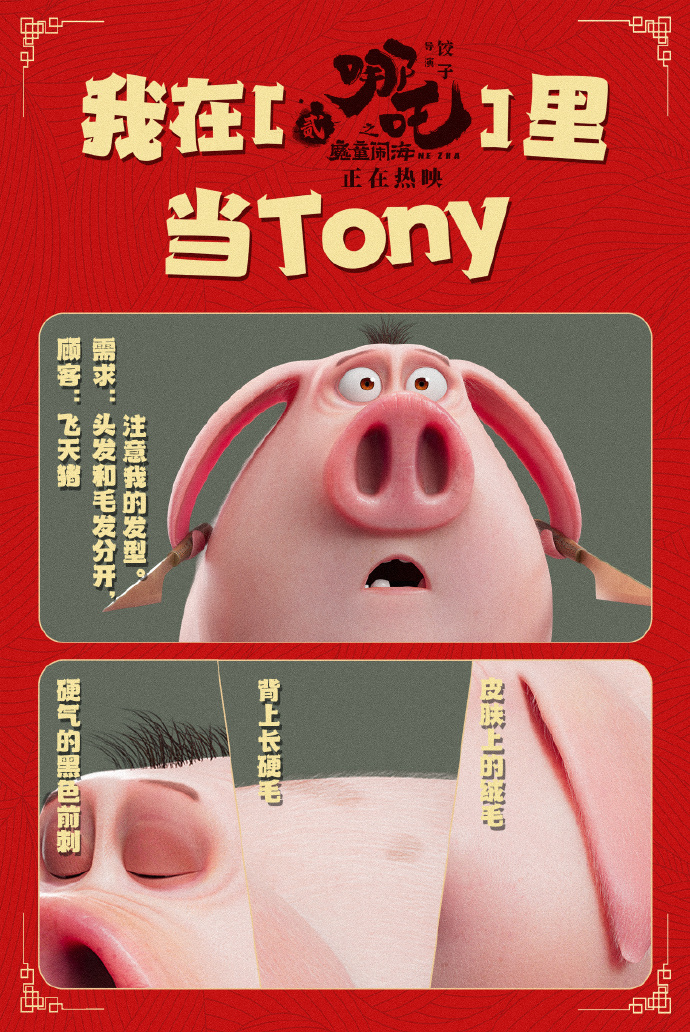 我在[
导演
饺子
哪吒
之
贰
魔童闹海
NE ZHA
正在热映
]里
当Tony
顾客：飞天猪
需求：头发和毛发分开，
注意我的发型。
硬气的黑色前刺
背上长硬毛
皮肤上的绒毛